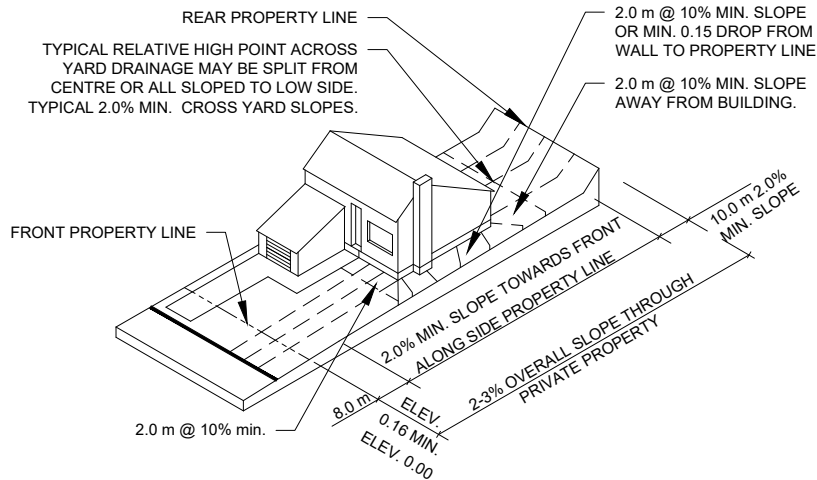 REAR PROPERTY LINE
TYPICAL RELATIVE HIGH POINT ACROSS
YARD DRAINAGE MAY BE SPLIT FROM
CENTRE OR ALL SLOPED TO LOW SIDE.
TYPICAL 2.0% MIN. CROSS YARD SLOPES.
2.0 m @ 10% MIN. SLOPE
OR MIN. 0.15 DROP FROM
WALL TO PROPERTY LINE
2.0 m @ 10% MIN. SLOPE
AWAY FROM BUILDING.
FRONT PROPERTY LINE
10.0 m 2.0%
MIN. SLOPE
2.0% MIN. SLOPE TOWARDS FRONT
ALONG SIDE PROPERTY LINE
2-3% OVERALL SLOPE THROUGH
PRIVATE PROPERTY
8.0 m
ELEV.
0.16 MIN.
ELEV. 0.00
2.0 m @ 10% min.